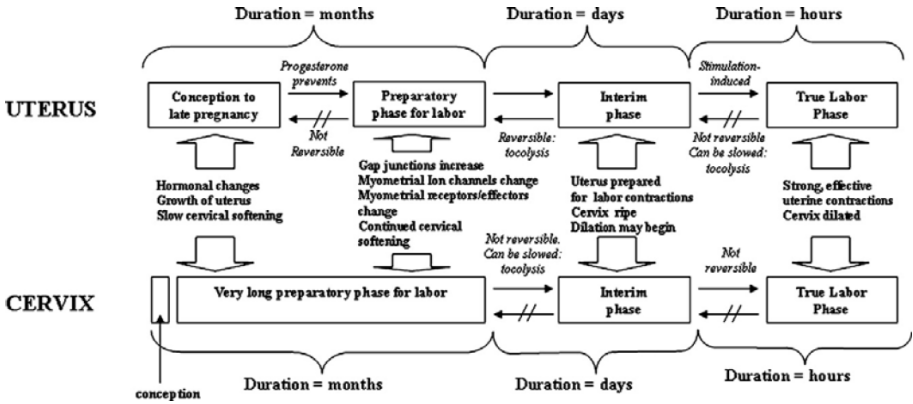 Duration = months
Duration = days
Duration = hours
UTERUS
Conception to
late pregnancy
Progesterone
prevents
Not
Reversible
Preparatory
phase for labor
Reversible:
tocolysis
Interim
phase
Stimulation-
induced
Not reversible
Can be slowed:
tocolysis
True Labor
Phase
Hormonal changes
Growth of uterus
Slow cervical softening
Gap junctions increase
Myometrial Ion channels change
Myometrial receptors/effectors
change
Continued cervical
softening
Uterus prepared
for labor contractions
Cervix ripe
Dilation may begin
Strong, effective
uterine contractions
Cervix dilated
CERVIX
Very long preparatory phase for labor
Not reversible.
Can be slowed:
tocolysis
Interim
phase
Not
reversible
True Labor
Phase
Duration = months
Duration = days
Duration = hours
conception